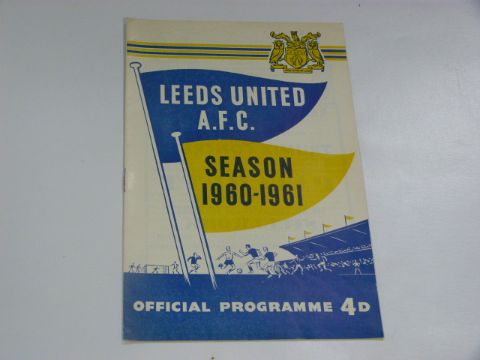 LEEDS UNITED
A.F.C.
SEASON
1960-1961
OFFICIAL PROGRAMME 4D